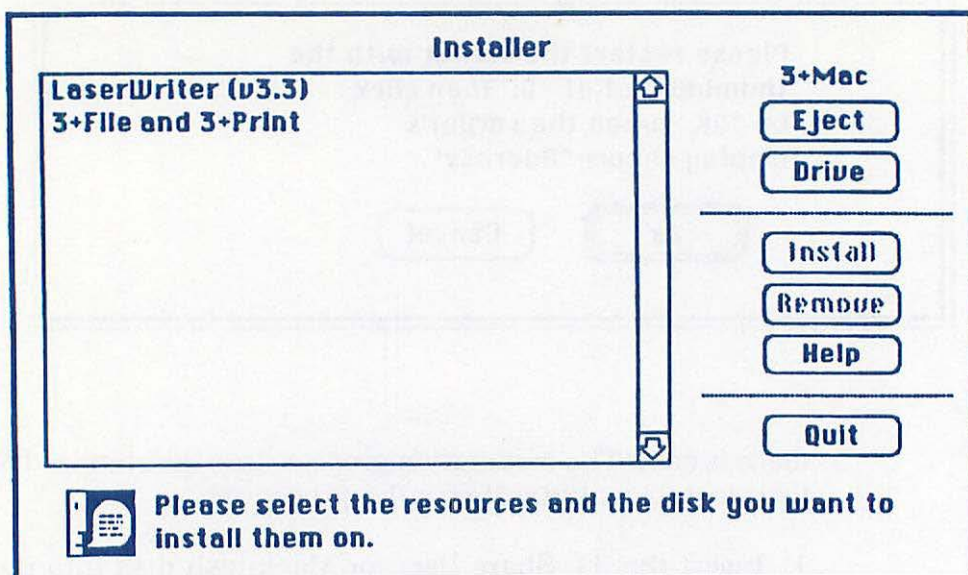 Installer
LaserWriter (v3.3)
3+File and 3+Print
3+Mac
Eject
Drive
Install
Remove
Help
Quit
Please select the resources and the disk you want to
install them on.